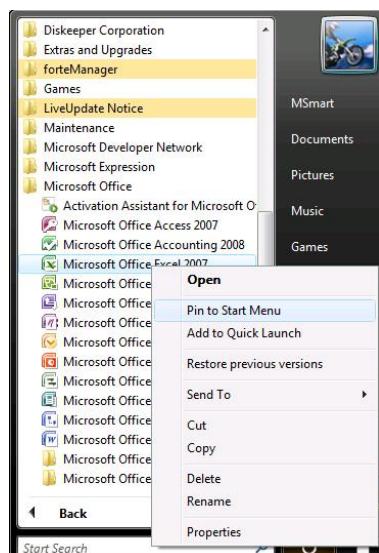 Diskeeper Corporation
Extras and Upgrades
forteManager
Games
LiveUpdate Notice
Maintenance
Microsoft Developer Network
Microsoft Expression
Microsoft Office
Activation Assistant for Microsoft O
Microsoft Office Access 2007
Microsoft Office Accounting 2008
Microsoft Office Excel 2007
Microsoft Office
Microsoft Office
Microsoft Office
Microsoft Office
Microsoft Office
Microsoft Office
Microsoft Office
Microsoft Office
Microsoft Office
Microsoft Office
Microsoft Office
Back
Start Search
MSmart
Documents
Pictures
Music
Games
Open
Pin to Start Menu
Add to Quick Launch
Restore previous versions
Send To
Cut
Copy
Delete
Rename
Properties